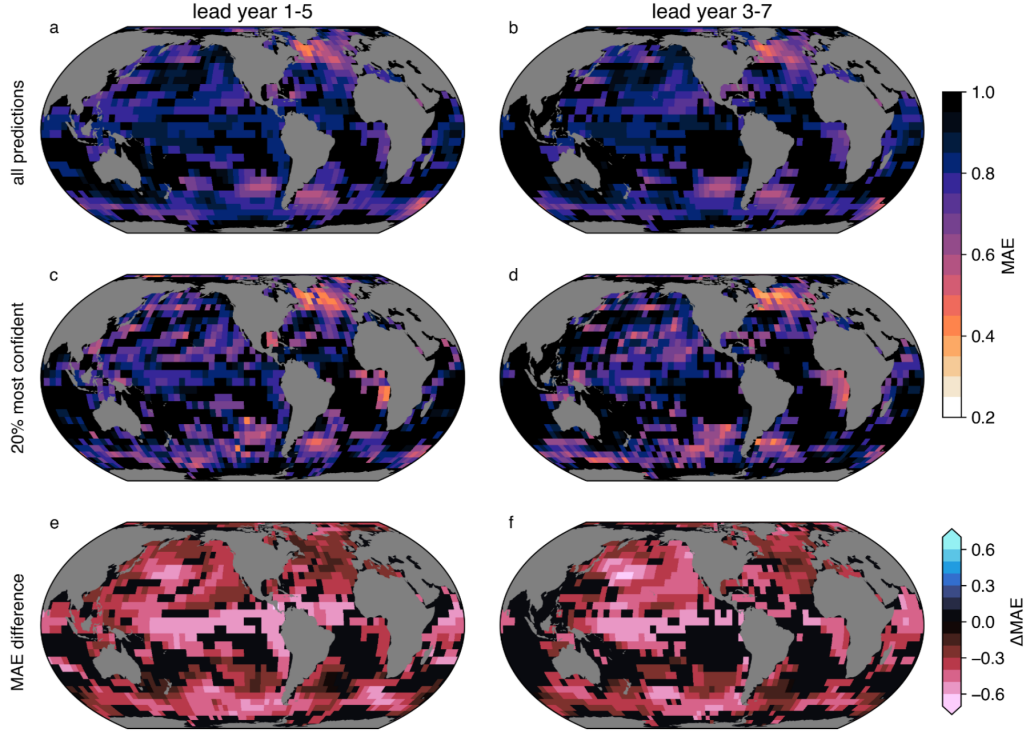 lead year 1-5
lead year 3-7
a
b
all predictions
1.0
0.8
0.6
0.4
0.2
MAE
c
d
20% most confident
e
f
MAE difference
0.6
0.3
0.0
−0.3
−0.6
ΔMAE